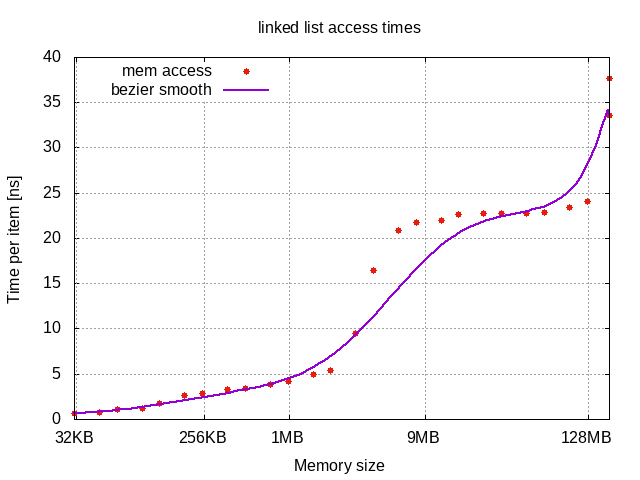 linked list access times
40
35
30
25
20
15
10
5
0
mem access
bezier smooth
Time per item [ns]
32KB 256KB 1MB 9MB 128MB
Memory size